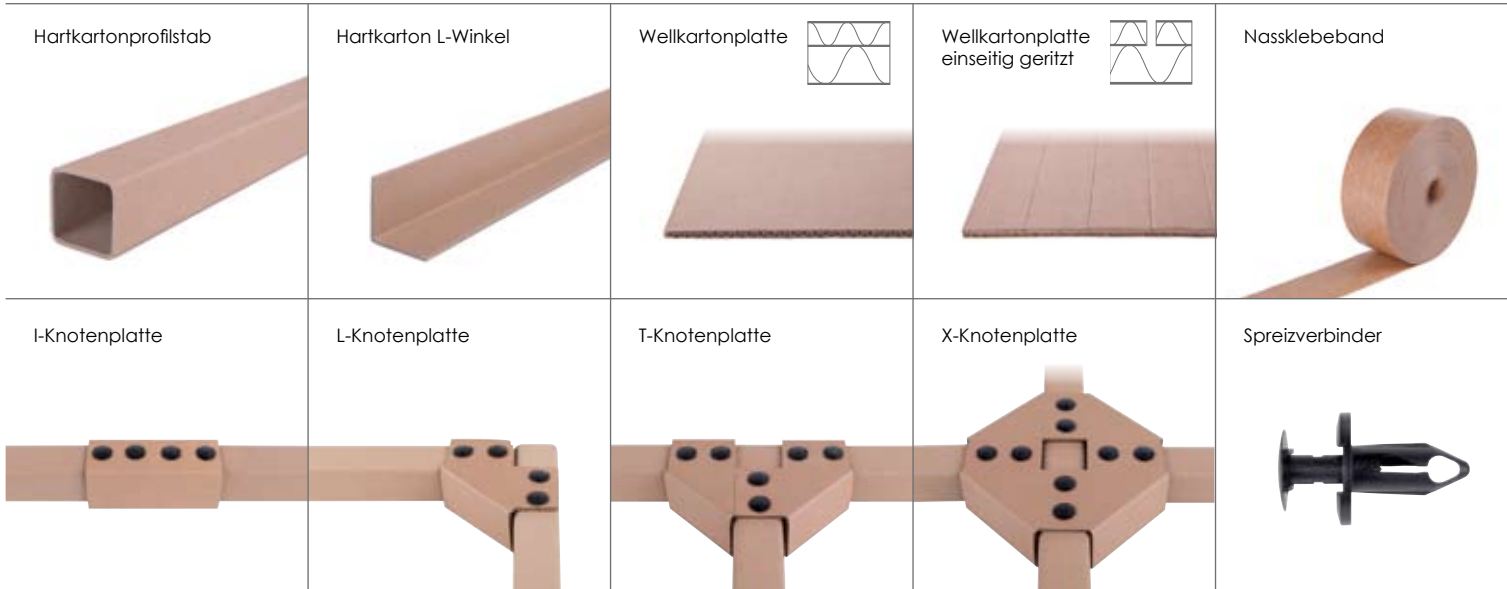 Hartkartonprofilstab
Hartkarton L-Winkel
Wellkartonplatte
Wellkartonplatte
einseitig geritzt
Nassklebeband
I-Knotenplatte
L-Knotenplatte
T-Knotenplatte
X-Knotenplatte
Spreizverbinder